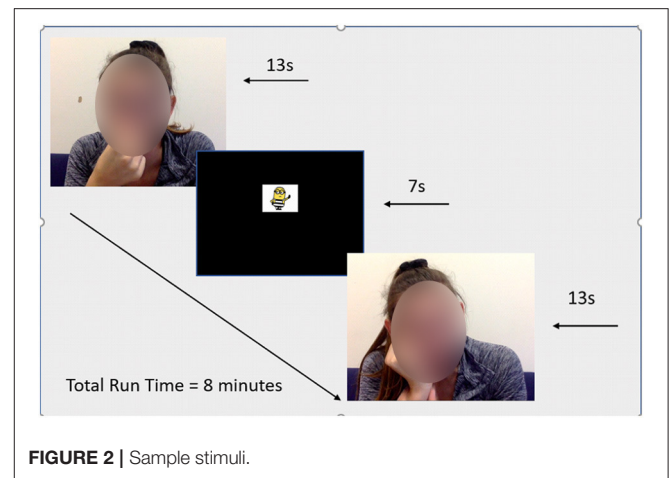 13s
7s
13s
Total Run Time = 8 minutes
FIGURE 2 | Sample stimuli.